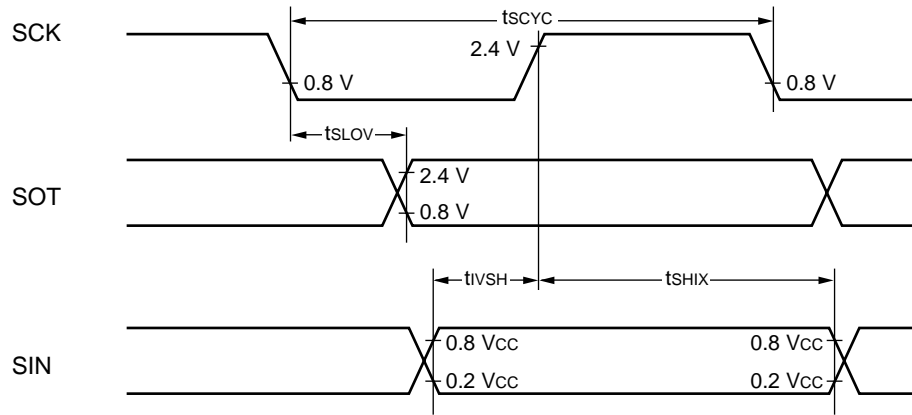 tSCYC
SCK
2.4 V
0.8 V
0.8 V
tSLOV
SOT
2.4 V
0.8 V
tIVSH
tSHIX
SIN
0.8 VCC
0.8 VCC
0.2 VCC
0.2 VCC